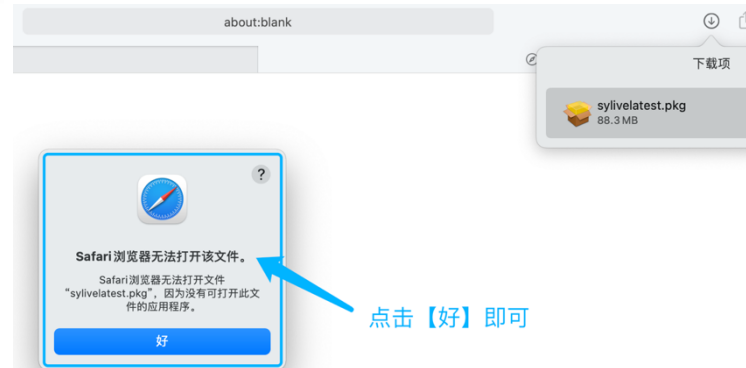 about:blank
下载项
sylivelatest.pkg
88.3 MB
?
Safari浏览器无法打开该文件。
Safari浏览器无法打开文件
“sylivelatest.pkg”，因为没有可打开此文
件的应用程序。
好
点击【好】即可